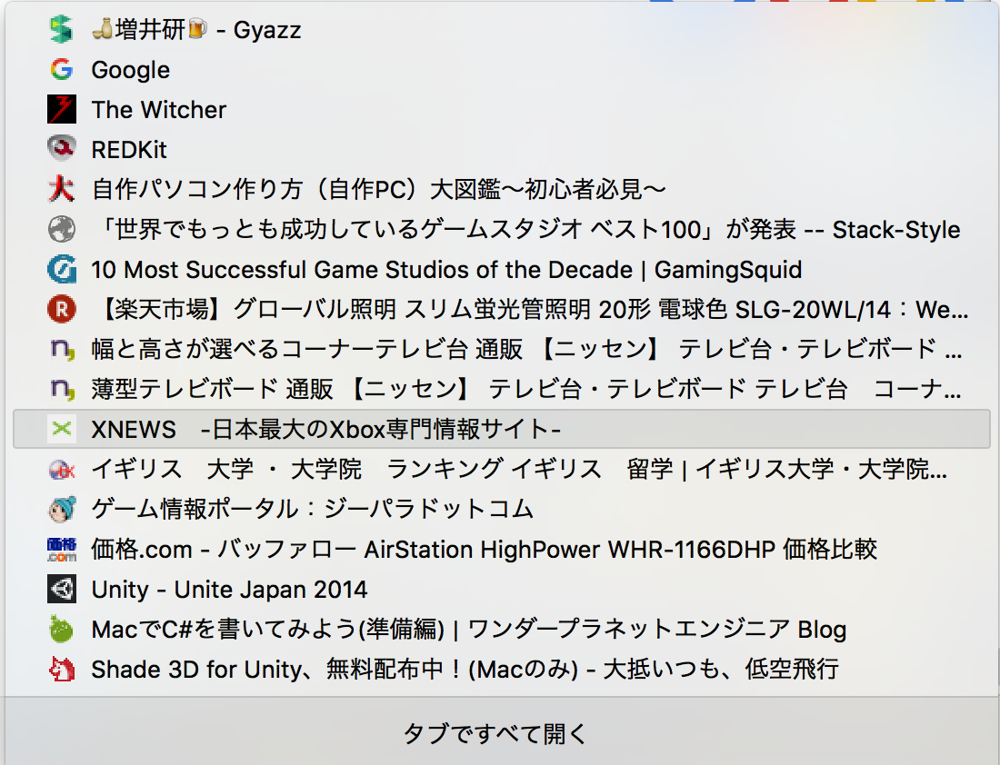 🍶増井研🍺 - Gyazz
Google
The Witcher
REDKit
自作パソコン作り方（自作PC）大図鑑〜初心者必見〜
「世界でもっとも成功しているゲームスタジオ ベスト100」が発表 -- Stack-Style
10 Most Successful Game Studios of the Decade | GamingSquid
【楽天市場】グローバル照明 スリム蛍光管照明 20形 電球色 SLG-20WL/14：We...
幅と高さが選べるコーナーテレビ台 通販 【ニッセン】 テレビ台・テレビボード ...
薄型テレビボード 通販 【ニッセン】 テレビ台・テレビボード テレビ台　コーナ...
XNEWS　-日本最大のXbox専門情報サイト-
イギリス　大学 ・ 大学院　ランキング イギリス　留学 | イギリス大学・大学院...
ゲーム情報ポータル：ジーパラドットコム
価格.com - バッファロー AirStation HighPower WHR-1166DHP 価格比較
Unity - Unite Japan 2014
MacでC#を書いてみよう(準備編) | ワンダープラネットエンジニア Blog
Shade 3D for Unity、無料配布中！(Macのみ) - 大抵いつも、低空飛行
タブですべて開く